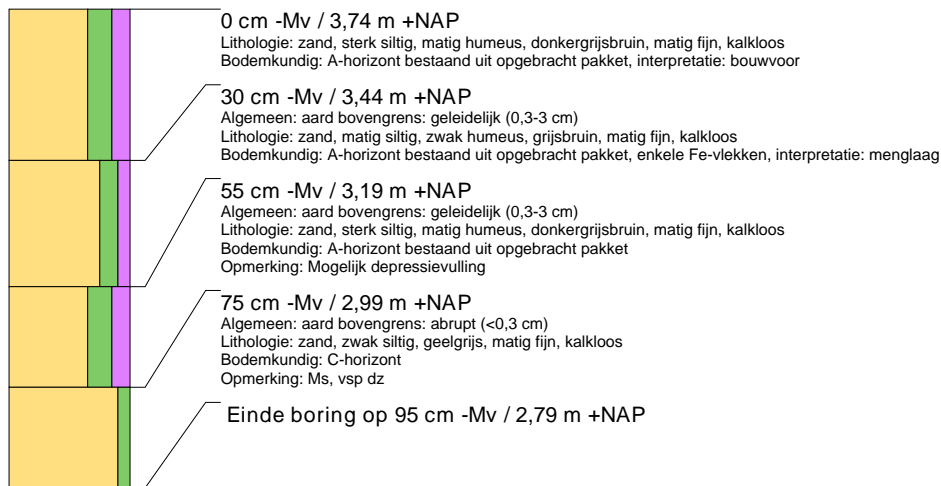 0 cm -Mv / 3,74 m +NAP
Lithologie: zand, sterk siltig, matig humeus, donkergrijsbruin, matig fijn, kalkloos
Bodemkundig: A-horizont bestaand uit opgebracht pakket, interpretatie: bouwvoor
30 cm -Mv / 3,44 m +NAP
Algemeen: aard bovengrens: geleidelijk (0,3-3 cm)
Lithologie: zand, matig siltig, zwak humeus, grijsbruin, matig fijn, kalkloos
Bodemkundig: A-horizont bestaand uit opgebracht pakket, enkele Fe-vlekken, interpretatie: menglaag
55 cm -Mv / 3,19 m +NAP
Algemeen: aard bovengrens: geleidelijk (0,3-3 cm)
Lithologie: zand, sterk siltig, matig humeus, donkergrijsbruin, matig fijn, kalkloos
Bodemkundig: A-horizont bestaand uit opgebracht pakket
Opmerking: Mogelijk depressievulling
75 cm -Mv / 2,99 m +NAP
Algemeen: aard bovengrens: abrupt (<0,3 cm)
Lithologie: zand, zwak siltig, geelgrijs, matig fijn, kalkloos
Bodemkundig: C-horizont
Opmerking: Ms, vsp dz
Einde boring op 95 cm -Mv / 2,79 m +NAP